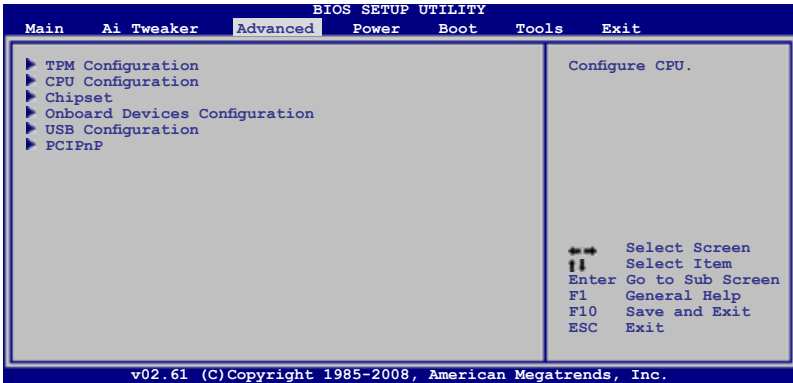 BIOS SETUP UTILITY
Main Ai Tweaker Advanced Power Boot Tools Exit
TPM Configuration
CPU Configuration
Chipset
Onboard Devices Configuration
USB Configuration
PCIPnP
Configure CPU.
Select Screen
Select Item
Enter Go to Sub Screen
F1 General Help
F10 Save and Exit
ESC Exit
v02.61 (C)Copyright 1985-2008, American Megatrends, Inc.